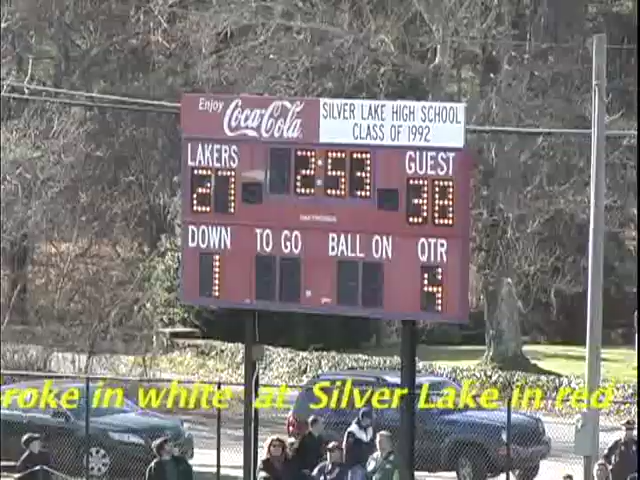 Enjoy
Coca-Cola
SILVER LAKE HIGH SCHOOL
CLASS OF 1992
LAKERS 2:53 GUEST
27 38
DOWN TO GO BALL ON QTR
1 4
roke in white at Silver Lake in red